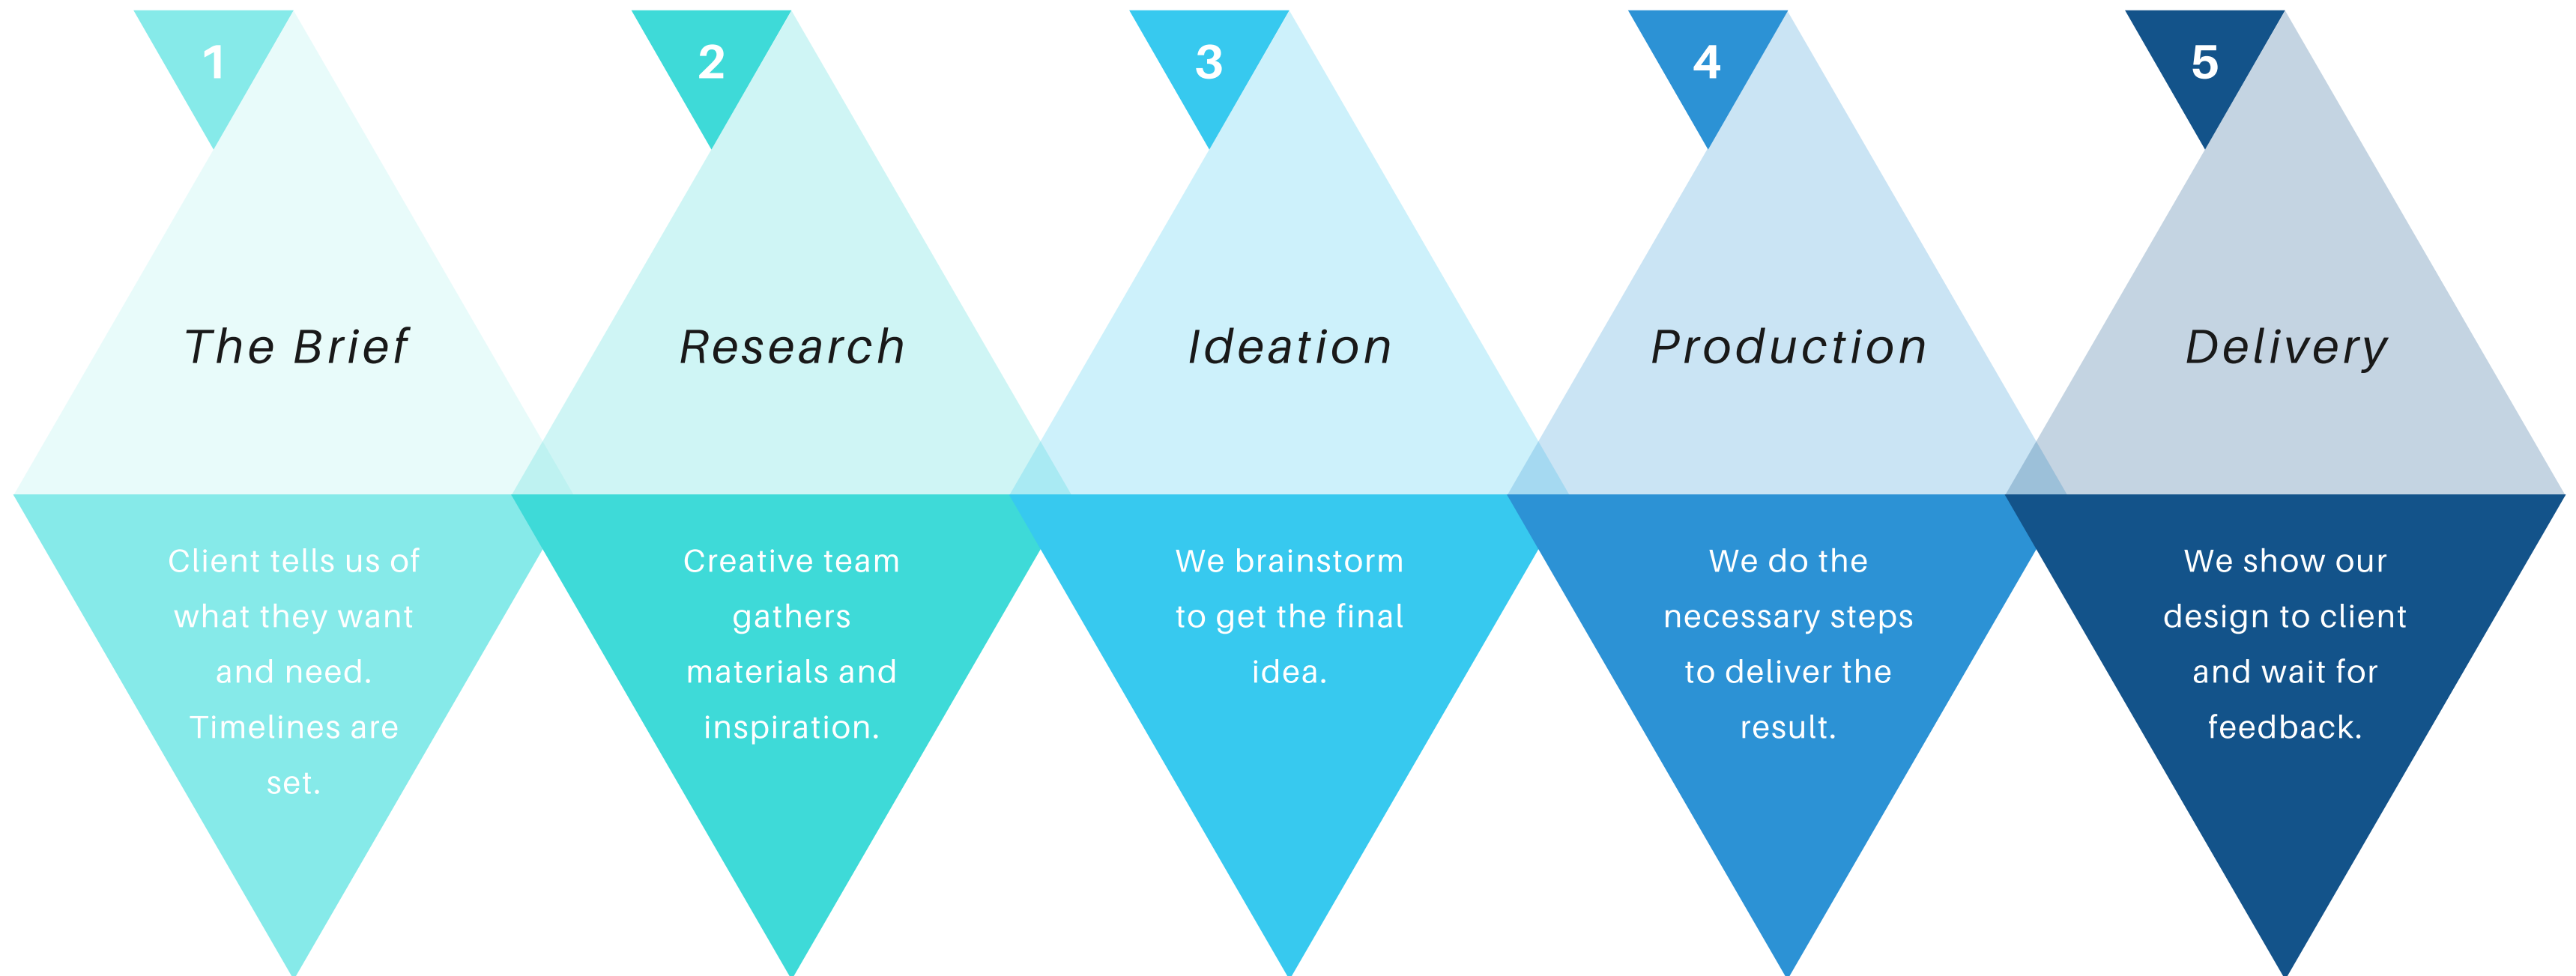 1
The Brief
Client tells us of
what they want
and need.
Timelines are
set.
2
Research
Creative team
gathers
materials and
inspiration.
3
Ideation
We brainstorm
to get the final
idea.
4
Production
We do the
necessary steps
to deliver the
result.
5
Delivery
We show our
design to client
and wait for
feedback.